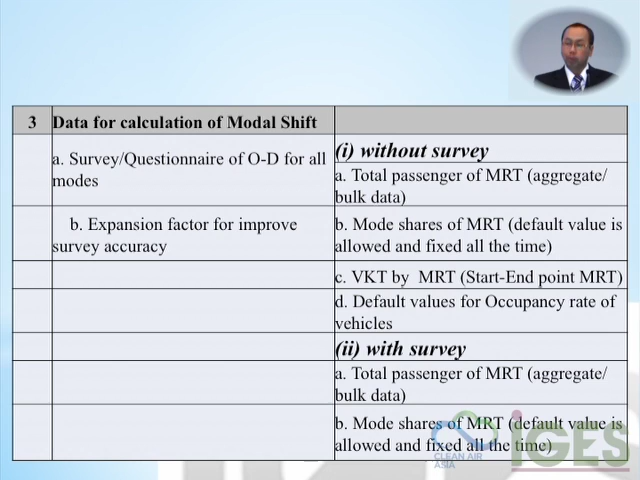 3 Data for calculation of Modal Shift
a. Survey/Questionnaire of O-D for all
modes
(i) without survey
a. Total passenger of MRT (aggregate/
bulk data)
b. Expansion factor for improve
survey accuracy
b. Mode shares of MRT (default value is
allowed and fixed all the time)
c. VKT by MRT (Start-End point MRT)
d. Default values for Occupancy rate of
vehicles
(ii) with survey
a. Total passenger of MRT (aggregate/
bulk data)
b. Mode shares of MRT (default value is
allowed and fixed all the time)
CLEAN AIR
ASIA
IGES